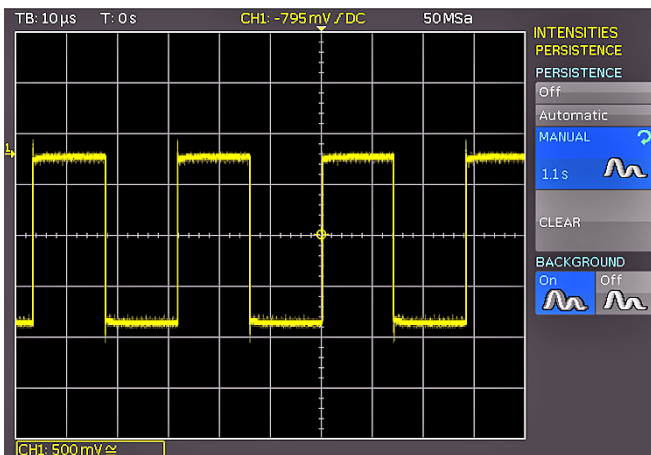 TB: 10 µs T: 0 s CH1: -795 mV ⎇ DC 50 MSa
INTENSITIES
PERSISTENCE
PERSISTENCE
Off
Automatic
MANUAL
1.1 s
CLEAR
BACKGROUND
On Off
1
CH1: 500 mV ≃